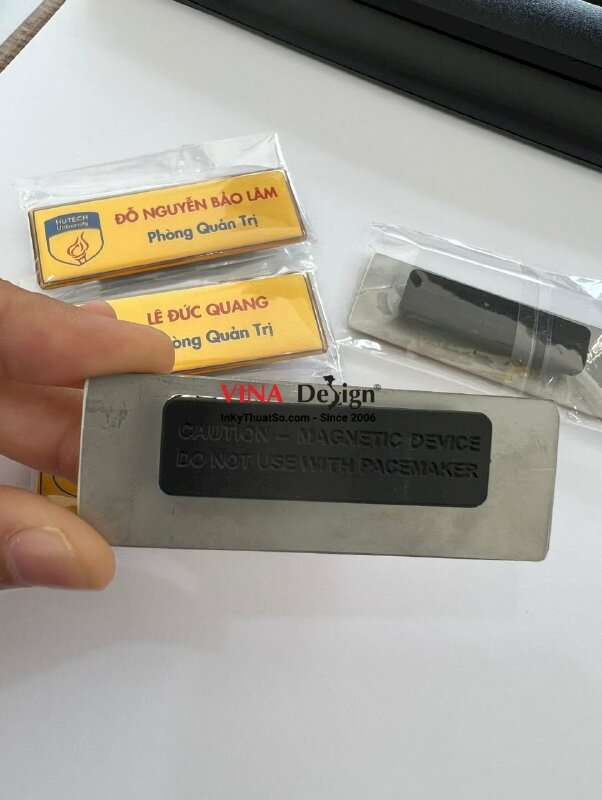 HUTECH
University
ĐỖ NGUYỄN BẢO LÂM
Phòng Quản Trị
LÊ ĐỨC QUANG
Phòng Quản Trị
VINA Design®
InKyThuatSo.com - Since 2006
CAUTION - MAGNETIC DEVICE
DO NOT USE WITH PACEMAKER